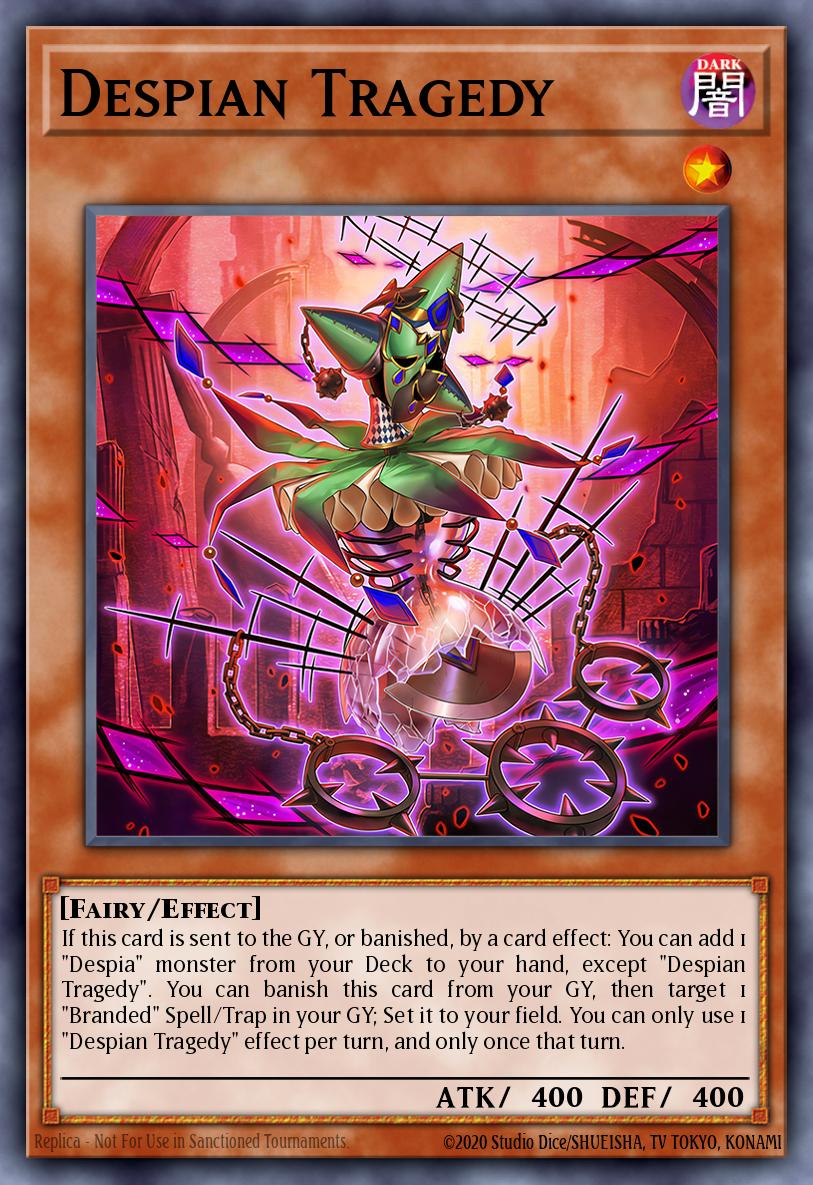 Despian Tragedy
DARK
闇
[Fairy/Effect]
If this card is sent to the GY, or banished, by a card effect: You can add 1
"Despia" monster from your Deck to your hand, except "Despian
Tragedy". You can banish this card from your GY, then target 1
"Branded" Spell/Trap in your GY; Set it to your field. You can only use 1
"Despian Tragedy" effect per turn, and only once that turn.
ATK/ 400 DEF/ 400
Replica - Not For Use in Sanctioned Tournaments.
©2020 Studio Dice/SHUEISHA, TV TOKYO, KONAMI